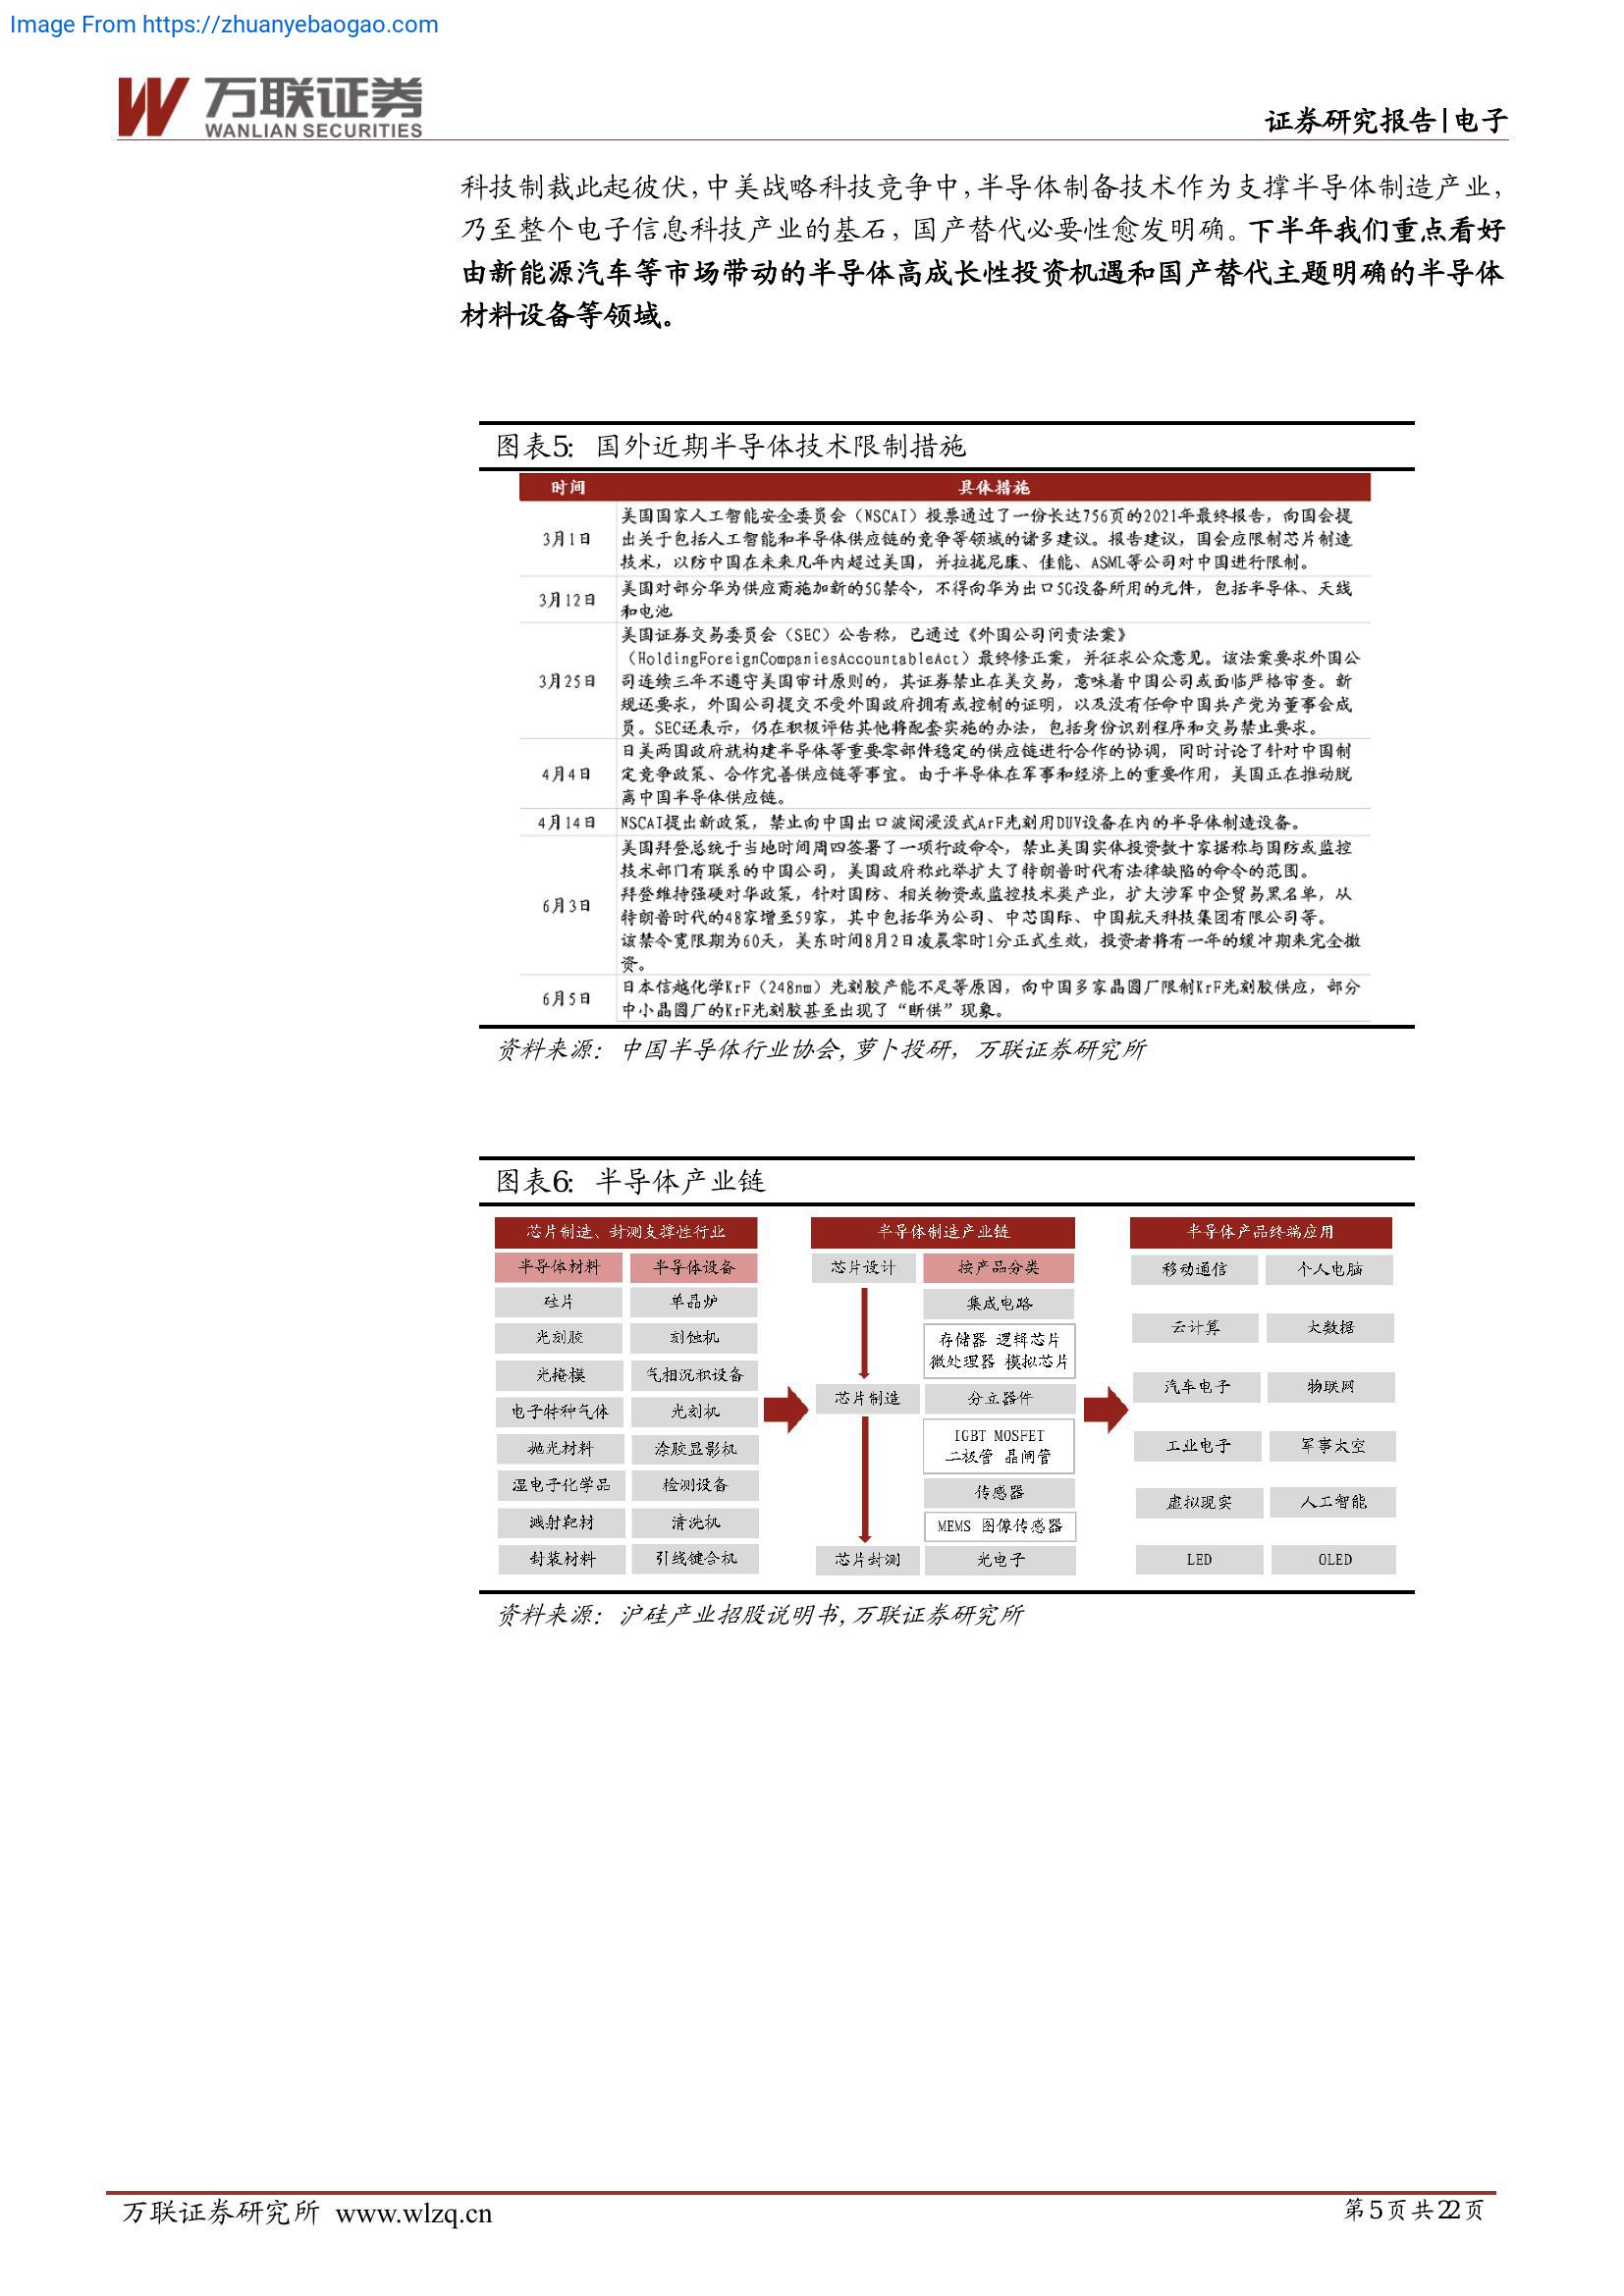 Image From https://zhuanyebaogao.com
万联证券
WANLIAN SECURITIES
证券研究报告|电子
科技制裁此起彼伏，中美战略科技竞争中，半导体制备技术作为支撑半导体制造产业，
乃至整个电子信息科技产业的基石，国产替代必要性愈发明确。下半年我们重点看好
由新能源汽车等市场带动的半导体高成长性投资机遇和国产替代主题明确的半导体
材料设备等领域。
图表5： 国外近期半导体技术限制措施
时间 具体措施
3月1日
美国国家人工智能安全委员会（NSCAI）投票通过了一份长达756页的2021年最终报告，向国会提
出关于包括人工智能和半导体供应链的竞争等领域的诸多建议。报告建议，国会应限制芯片制造
技术，以防中国在未来几年内超过美国，并拉拢尼康、佳能、ASML等公司对中国进行限制。
3月12日
美国对部分华为供应商施加新的5G禁令，不得向华为出口5G设备所用的元件，包括半导体、天线
和电池
3月25日
美国证券交易委员会（SEC）公告称，已通过《外国公司问责法案》
（HoldingForeignCompaniesAccountableAct）最终修正案，并征求公众意见。该法案要求外国公
司连续三年不遵守美国审计原则的，其证券禁止在美交易，意味着中国公司或面临严格审查。新
规还要求，外国公司提交不受外国政府拥有或控制的证明，以及没有任命中国共产党为董事会成
员。SEC还表示，仍在积极评估其他将配套实施的办法，包括身份识别程序和交易禁止要求。
4月4日
日美两国政府就构建半导体等重要零部件稳定的供应链进行合作的协调，同时讨论了针对中国制
定竞争政策、合作完善供应链等事宜。由于半导体在军事和经济上的重要作用，美国正在推动脱
离中国半导体供应链。
4月14日 NSCAI提出新政策，禁止向中国出口波阔浸没式ArF光刻用DUV设备在内的半导体制造设备。
6月3日
美国拜登总统于当地时间周四签署了一项行政命令，禁止美国实体投资数十家据称与国防或监控
技术部门有联系的中国公司，美国政府称此举扩大了特朗普时代有法律缺陷的命令的范围。
拜登维持强硬对华政策，针对国防、相关物资或监控技术类产业，扩大涉军中企贸易黑名单，从
特朗普时代的48家增至59家，其中包括华为公司、中芯国际、中国航天科技集团有限公司等。
该禁令宽限期为60天，美东时间8月2日凌晨零时1分正式生效，投资者将有一年的缓冲期来完全撤
资。
6月5日
日本信越化学KrF（248nm）光刻胶产能不足等原因，向中国多家晶圆厂限制KrF光刻胶供应，部分
中小晶圆厂的KrF光刻胶甚至出现了“断供”现象。
资料来源：中国半导体行业协会，萝卜投研，万联证券研究所
图表6： 半导体产业链
芯片制造、封测支撑性行业 半导体制造产业链 半导体产品终端应用
半导体材料 半导体设备
硅片 单晶炉
光刻胶 刻蚀机
光掩模 气相沉积设备
电子特种气体 光刻机
抛光材料 涂胶显影机
湿电子化学品 检测设备
溅射靶材 清洗机
封装材料 引线键合机
芯片设计
芯片制造
芯片封测
按产品分类
集成电路
存储器 逻辑芯片
微处理器 模拟芯片
分立器件
IGBT MOSFET
二极管 晶闸管
传感器
MEMS 图像传感器
光电子
移动通信 个人电脑
云计算 大数据
汽车电子 物联网
工业电子 军事太空
虚拟现实 人工智能
LED OLED
资料来源：沪硅产业招股说明书，万联证券研究所
万联证券研究所 www.wlzq.cn
第5页共22页